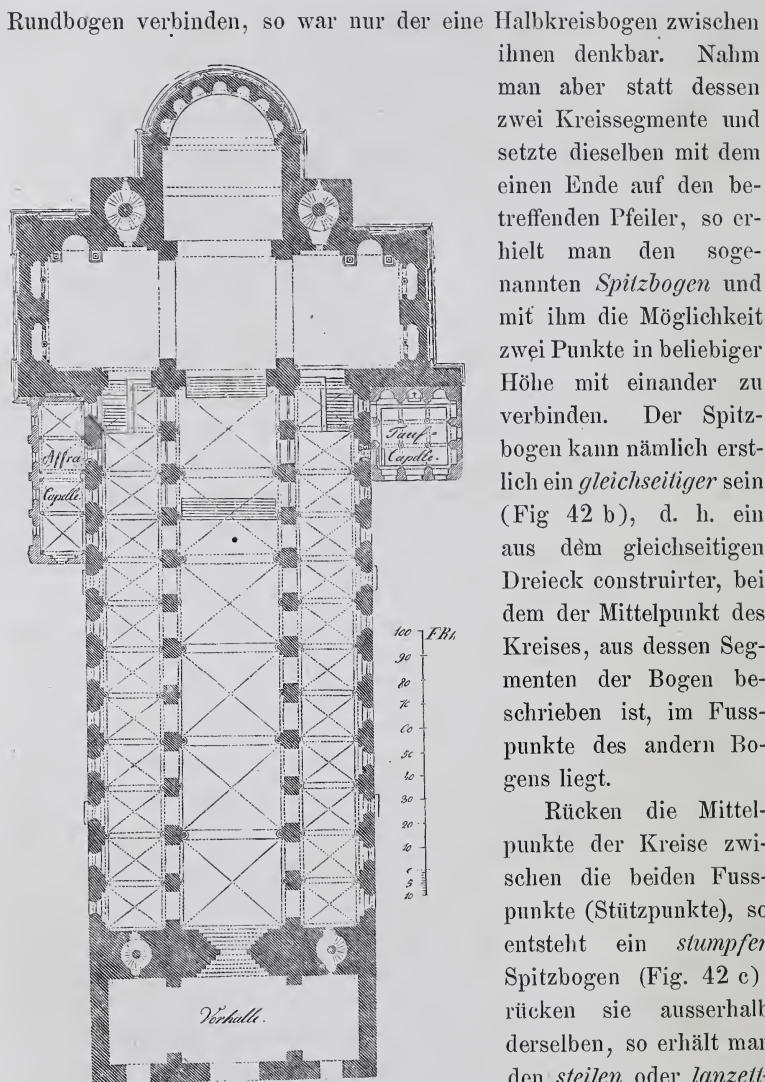 Rundbogen verbinden, so war nur der eine Halbkreisbogen zwischen
ihnen denkbar. Nahm
man aber statt dessen
zwei Kreissegmente und
setzte dieselben mit dem
einen Ende auf den be-
treffenden Pfeiler, so er-
hielt man den soge-
nannten Spitzbogen und
mit ihm die Möglichkeit
zwei Punkte in beliebiger
Höhe mit einander zu
verbinden. Der Spitz-
bogen kann nämlich erst-
lich ein gleichseitiger sein
(Fig 42 b), d. h. ein
aus dem gleichseitigen
Dreieck construirter, bei
dem der Mittelpunkt des
Kreises, aus dessen Seg-
menten der Bogen be-
schrieben ist, im Fuss-
punkte des andern Bo-
gens liegt.
Rücken die Mittel-
punkte der Kreise zwi-
schen die beiden Fuss-
punkte (Stützpunkte), so
entsteht ein stumpfer
Spitzbogen (Fig. 42 c)
rücken sie ausserhalb
derselben, so erhält man
den steilen oder lanzett-
Affra
Capelle.
Tauf-
Capelle.
100
90
80
70
60
50
40
30
20
10
5
10
Vorhalle.